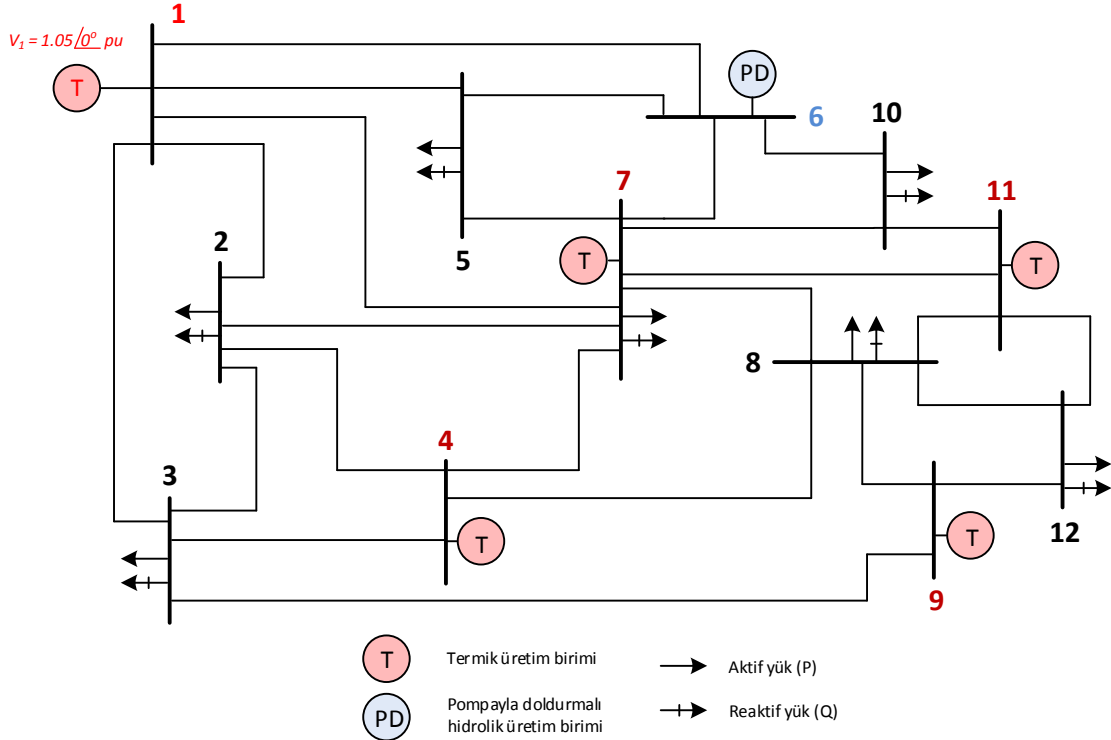 1
V₁ = 1.05/0° pu
T
PD
6
10
7
11
5
T
T
2
8
4
3
T
T
12
9
T
Termik üretim birimi
Aktif yük (P)
PD
Pompayla doldurmalı
hidrolik üretim birimi
Reaktif yük (Q)